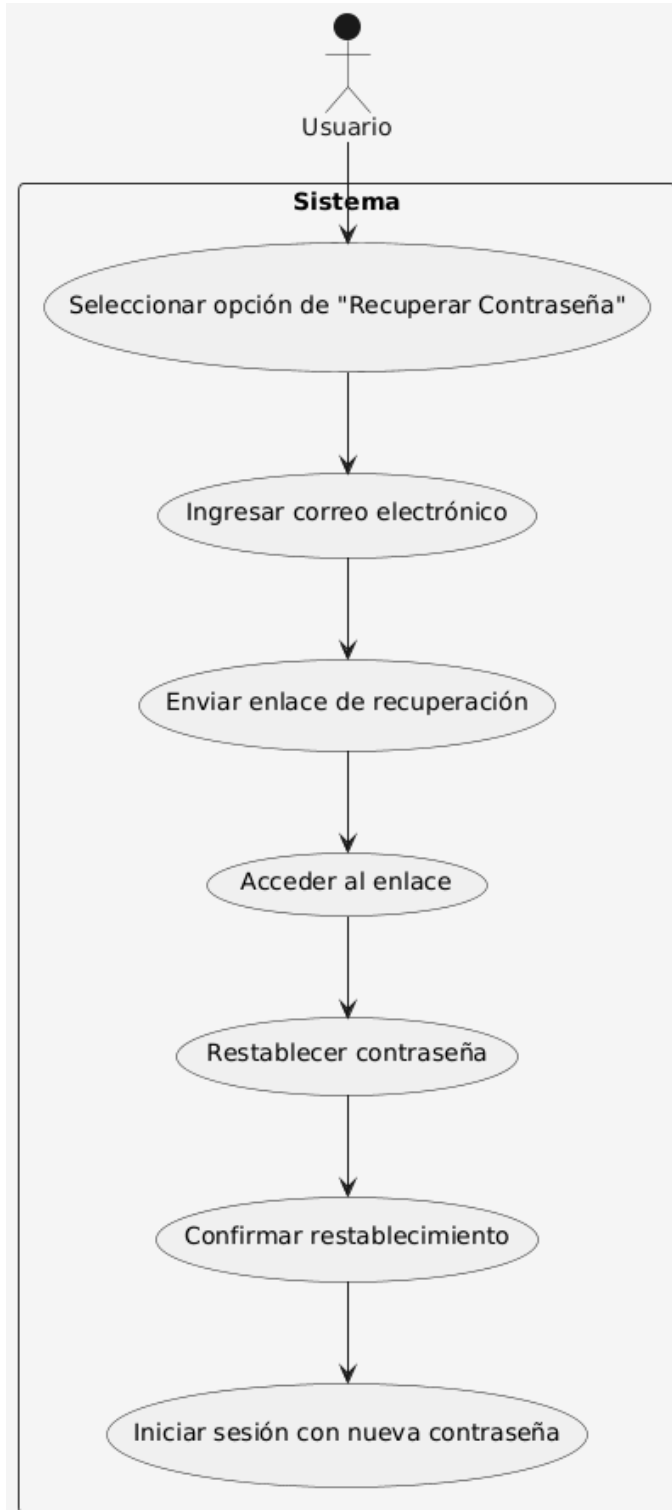 Usuario
Sistema
Seleccionar opción de "Recuperar Contraseña"
Ingresar correo electrónico
Enviar enlace de recuperación
Acceder al enlace
Restablecer contraseña
Confirmar restablecimiento
Iniciar sesión con nueva contraseña